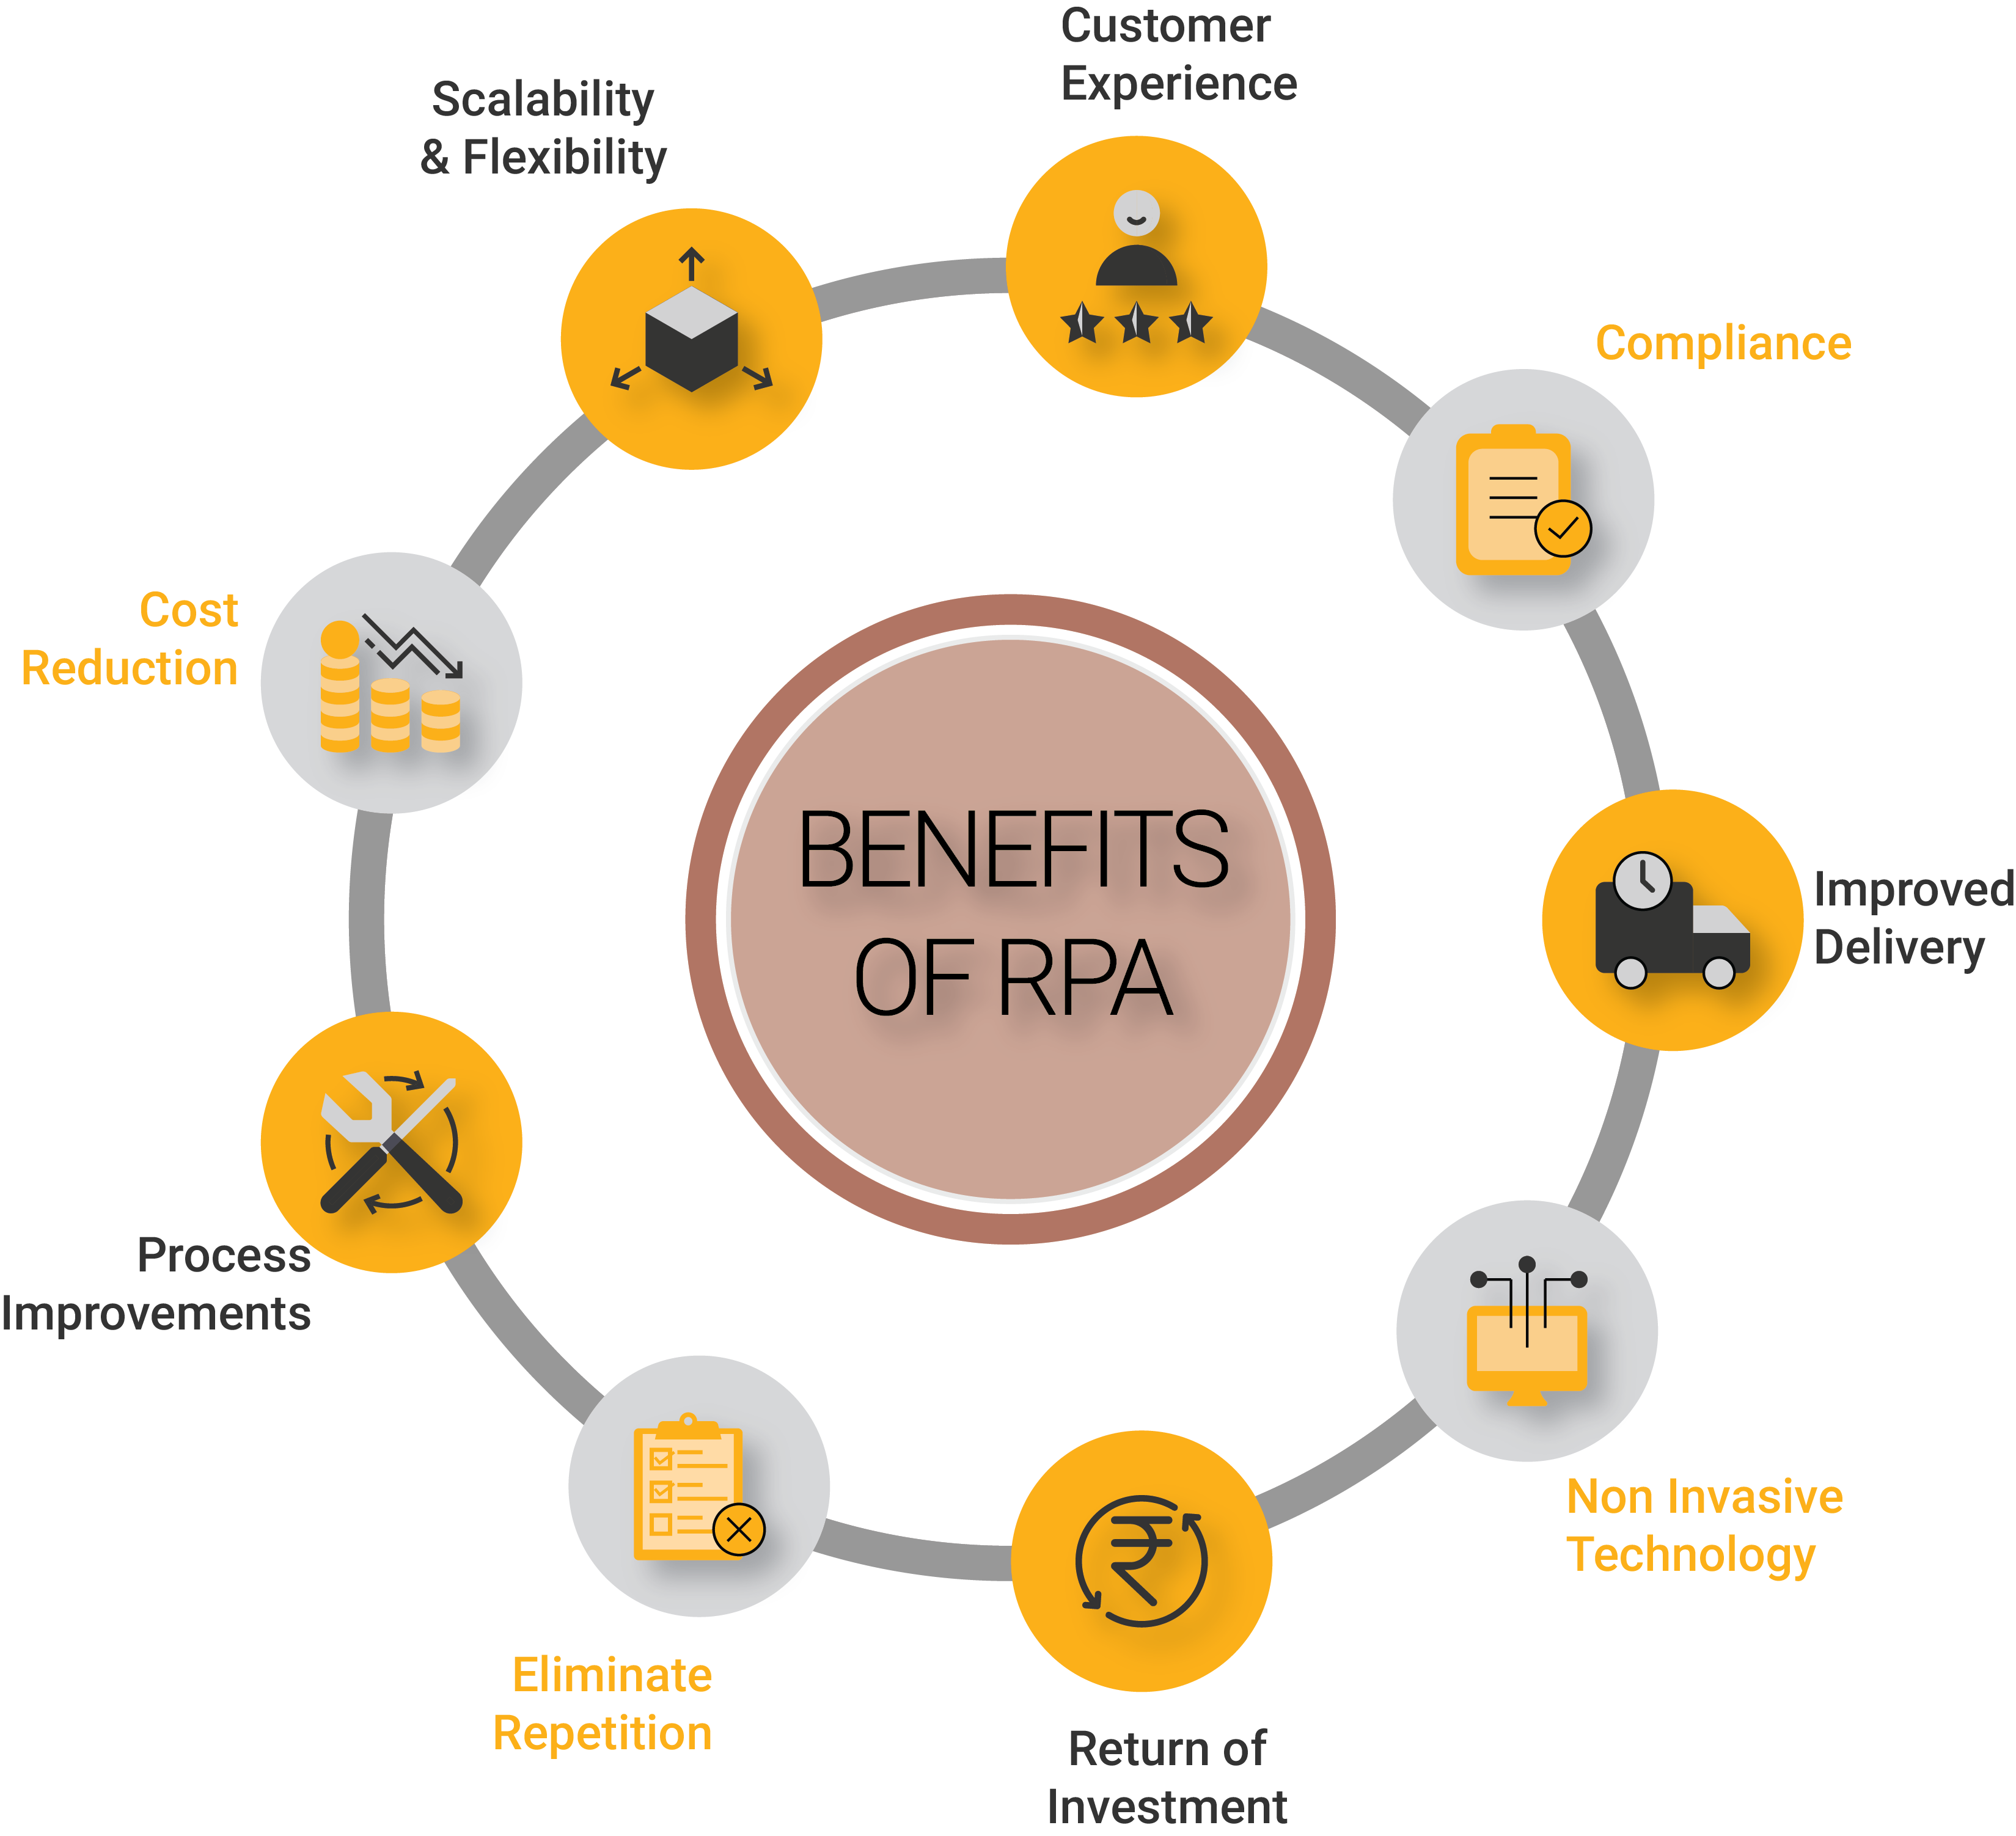 Customer
Experience
Scalability
& Flexibility
Compliance
Cost
Reduction
BENEFITS
OF RPA
Improved
Delivery
Process
Improvements
Non Invasive
Technology
Eliminate
Repetition
₹
Return of
Investment